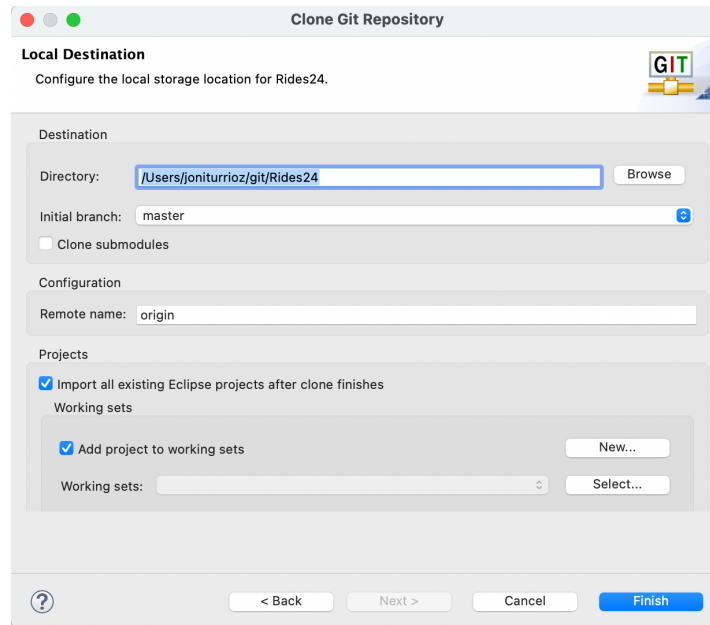 Clone Git Repository
Local Destination
Configure the local storage location for Rides24.
GIT
Destination
Directory: /Users/joniturrioz/git/Rides24 Browse
Initial branch: master
Clone submodules
Configuration
Remote name: origin
Projects
Import all existing Eclipse projects after clone finishes
Working sets
Add project to working sets New...
Working sets: Select...
? < Back Next > Cancel Finish